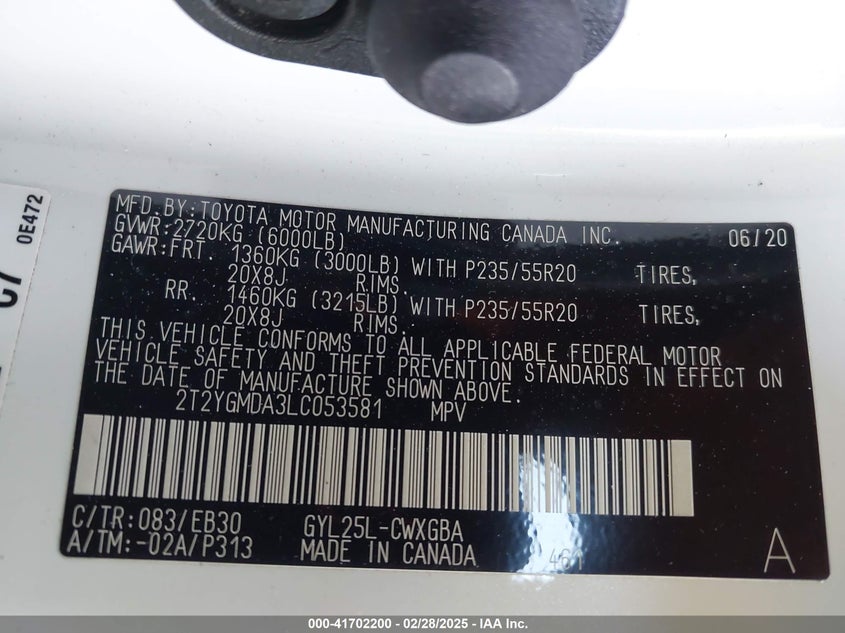 MFD.BY:TOYOTA MOTOR MANUFACTURING CANADA INC. 06/20
GVWR:2720KG (6000LB)
GAWR:FRT. 1360KG (3000LB) WITH P235/55R20 TIRES,
20X8J RIMS.
RR. 1460KG (3215LB) WITH P235/55R20 TIRES,
20X8J RIMS.
THIS VEHICLE CONFORMS TO ALL APPLICABLE FEDERAL MOTOR
VEHICLE SAFETY AND THEFT PREVENTION STANDARDS IN EFFECT ON
THE DATE OF MANUFACTURE SHOWN ABOVE.
2T2YGMDA3LC053581 MPV
C/TR:083/EB30 GYL25L-CWXGBA
A/TM:-02A/P313 MADE IN CANADA A
0E472
C7
000-41702200 - 02/28/2025 - IAA Inc.